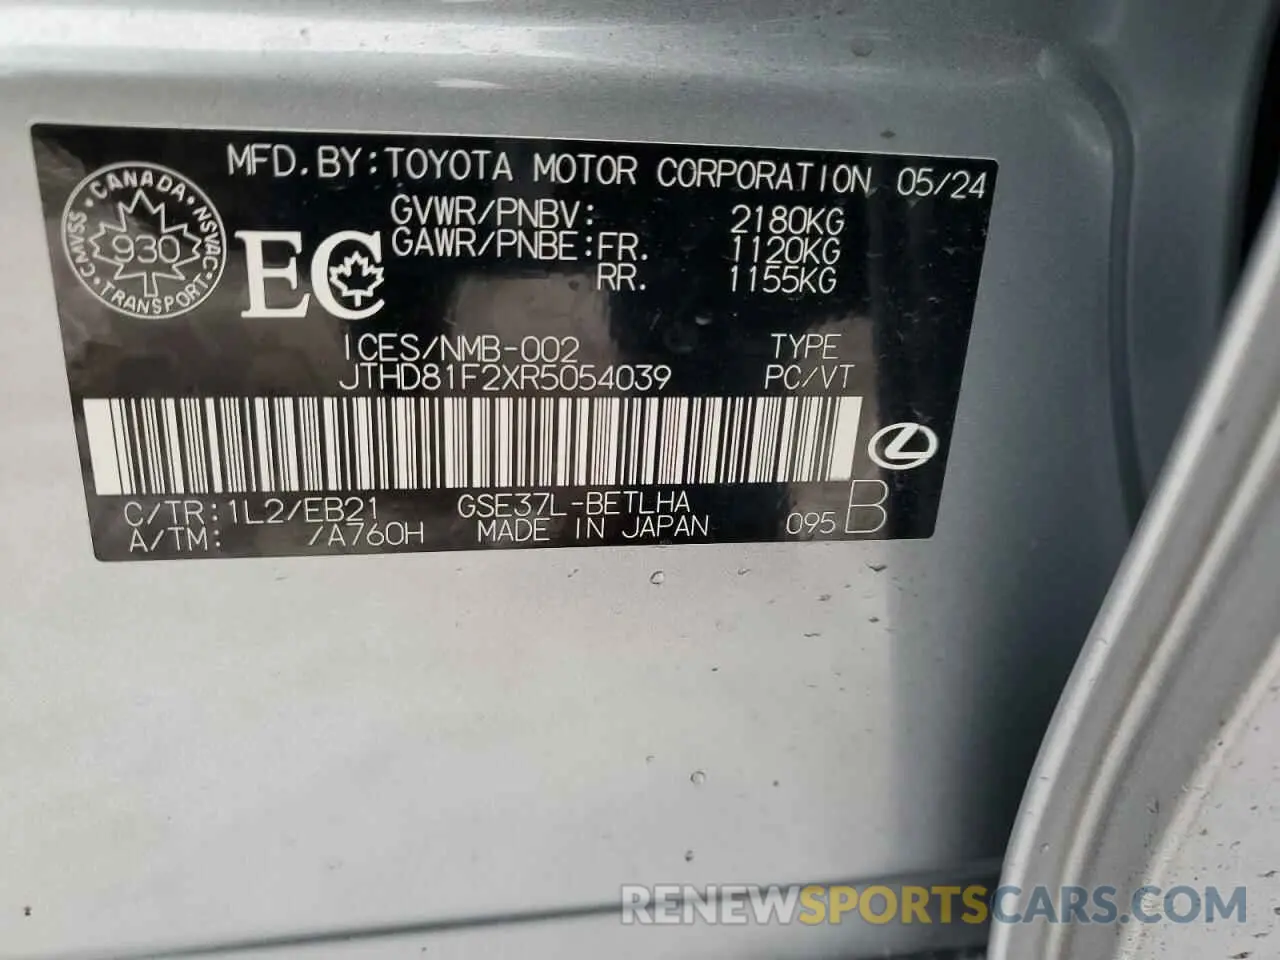 MFD.BY:TOYOTA MOTOR CORPORATION 05/24
GVWR/PNBV: 2180KG
GAWR/PNBE:FR. 1120KG
RR. 1155KG
CANADA
CMVSS 930 NSVAC
TRANSPORT
EC
ICES/NMB-002 TYPE
JTHD81F2XR5054039 PC/VT
C/TR:1L2/EB21 GSE37L-BETLHA
A/TM: /A760H MADE IN JAPAN 095 B
RENEWSPORTSCARS.COM